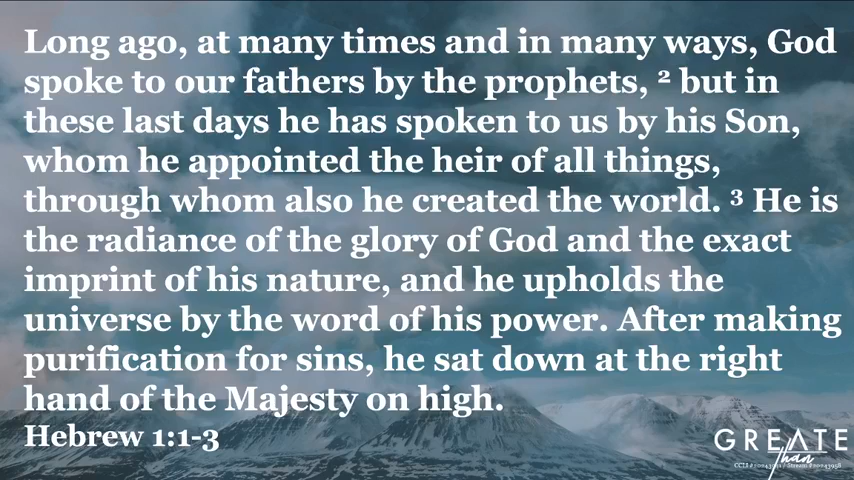 Long ago, at many times and in many ways, God
spoke to our fathers by the prophets, ² but in
these last days he has spoken to us by his Son,
whom he appointed the heir of all things,
through whom also he created the world. ³ He is
the radiance of the glory of God and the exact
imprint of his nature, and he upholds the
universe by the word of his power. After making
purification for sins, he sat down at the right
hand of the Majesty on high.
Hebrew 1:1-3
GREATE
than
CCLI